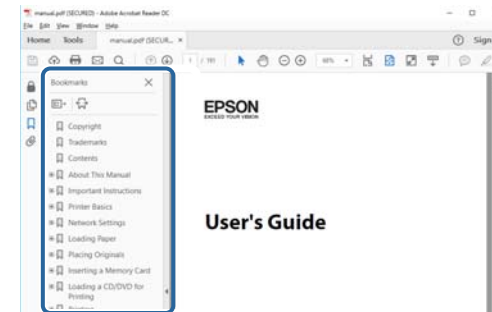 manual.pdf (SECURED) - Adobe Acrobat Reader DC
File Edit View Window Help
Home Tools manual.pdf (SECUR... ×
Sign
Bookmarks
EPSON
EXCEED YOUR VISION
Copyright
Trademarks
Contents
About This Manual
Important Instructions
Printer Basics
Network Settings
User's Guide
Loading Paper
Placing Originals
Inserting a Memory Card
Loading a CD/DVD for
Printing